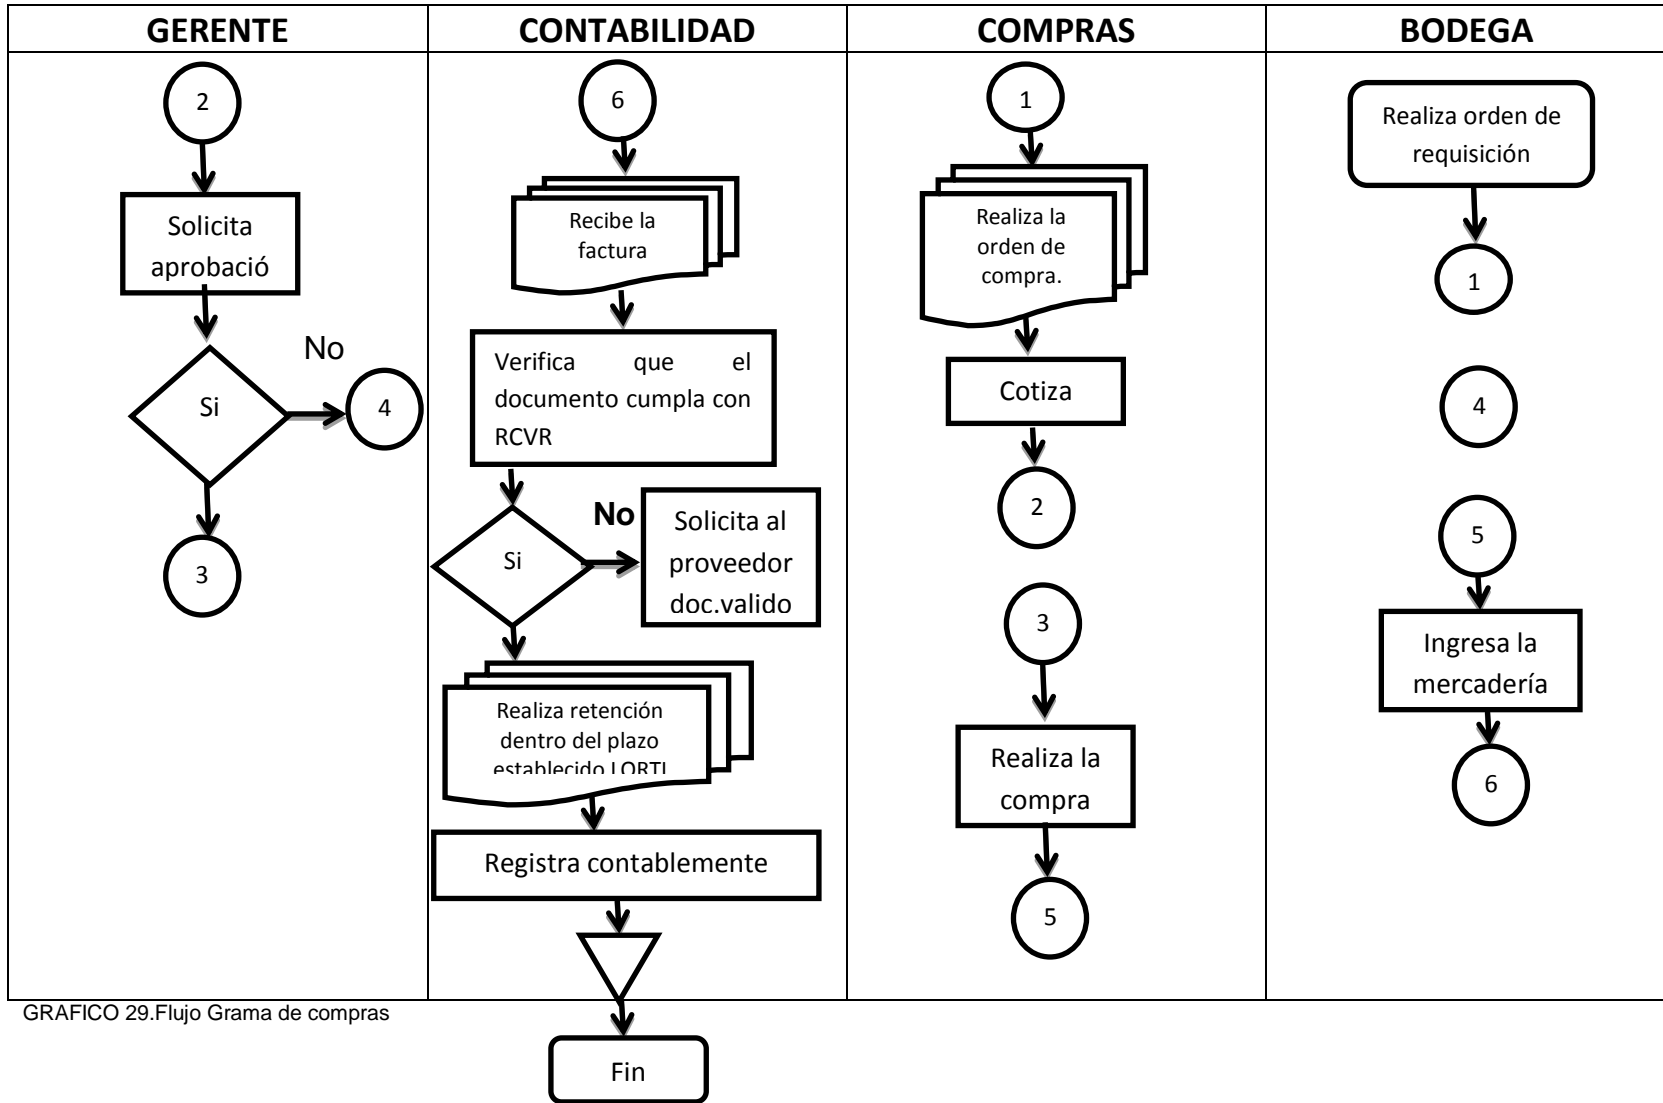 GERENTE
CONTABILIDAD
COMPRAS
BODEGA
2
Solicita
aprobació
No
Si
4
3
6
Recibe la
factura
Verifica que el
documento cumpla con
RCVR
No
Si
Solicita al
proveedor
doc.valido
Realiza retención
dentro del plazo
establecido LORTI
Registra contablemente
Fin
1
Realiza la
orden de
compra.
Cotiza
2
3
Realiza la
compra
5
Realiza orden de
requisición
1
4
5
Ingresa la
mercadería
6
GRAFICO 29.Flujo Grama de compras